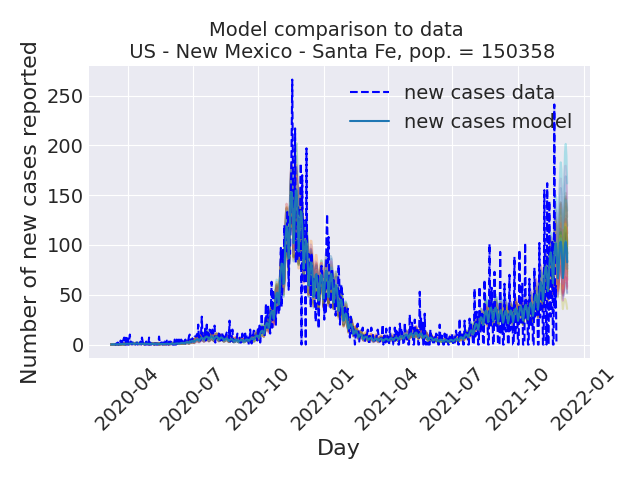 Model comparison to data
US - New Mexico - Santa Fe, pop. = 150358
Number of new cases reported
250
200
150
100
50
0
new cases data
new cases model
2020-04
2020-07
2020-10
2021-01
2021-04
2021-07
2021-10
2022-01
Day